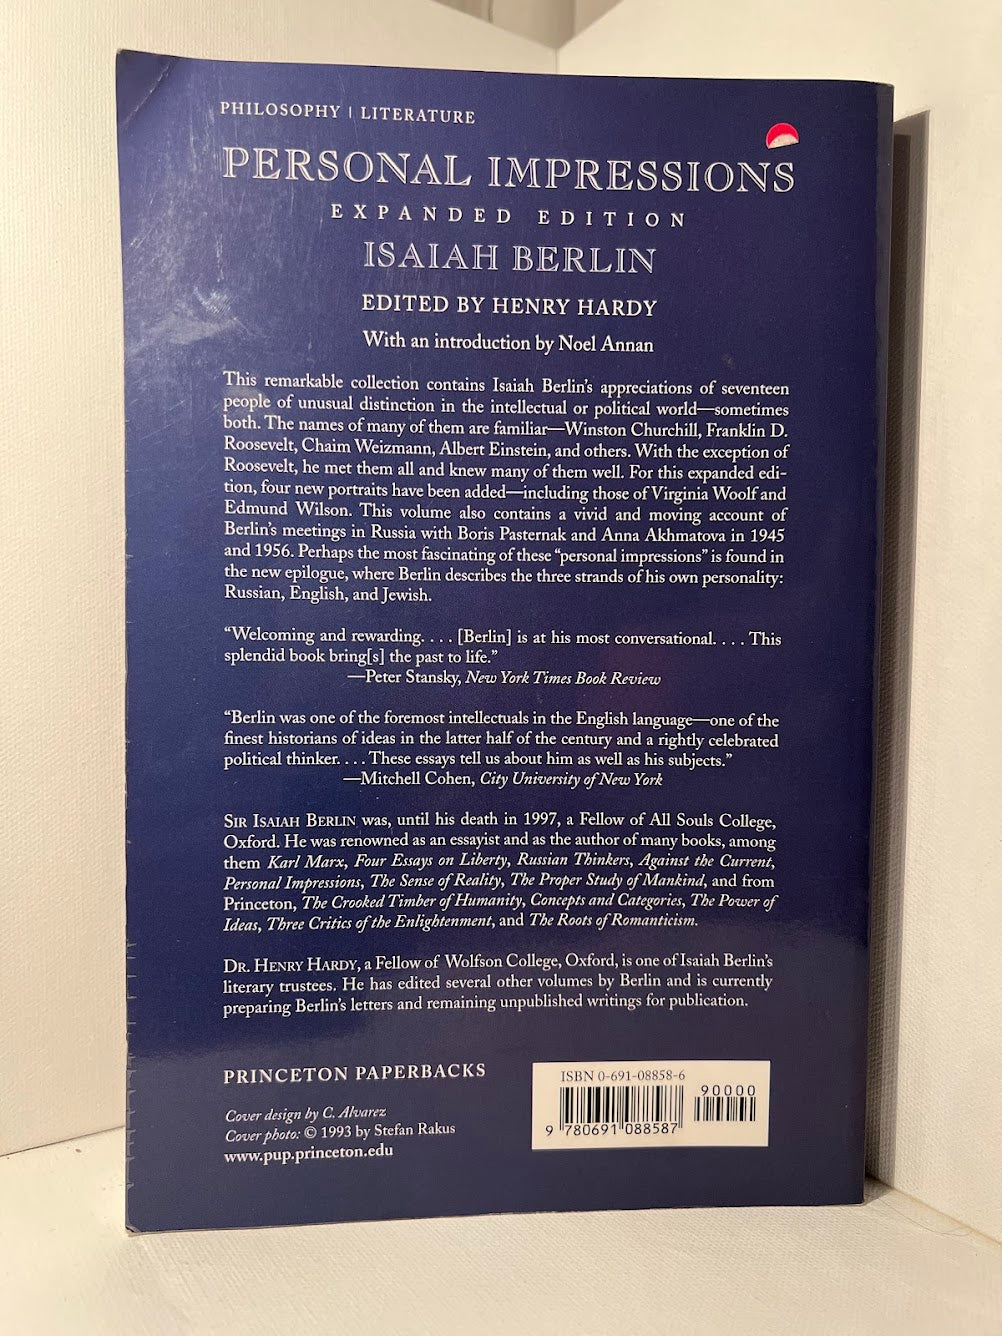 PHILOSOPHY | LITERATURE
PERSONAL IMPRESSIONS
EXPANDED EDITION
ISAIAH BERLIN
EDITED BY HENRY HARDY
With an introduction by Noel Annan
This remarkable collection contains Isaiah Berlin's appreciations of seventeen
people of unusual distinction in the intellectual or political world—sometimes
both. The names of many of them are familiar—Winston Churchill, Franklin D.
Roosevelt, Chaim Weizmann, Albert Einstein, and others. With the exception of
Roosevelt, he met them all and knew many of them well. For this expanded edi-
tion, four new portraits have been added—including those of Virginia Woolf and
Edmund Wilson. This volume also contains a vivid and moving account of
Berlin's meetings in Russia with Boris Pasternak and Anna Akhmatova in 1945
and 1956. Perhaps the most fascinating of these “personal impressions” is found in
the new epilogue, where Berlin describes the three strands of his own personality:
Russian, English, and Jewish.
“Welcoming and rewarding. . . . [Berlin] is at his most conversational. . . . This
splendid book bring[s] the past to life.”
—Peter Stansky, New York Times Book Review
“Berlin was one of the foremost intellectuals in the English language—one of the
finest historians of ideas in the latter half of the century and a rightly celebrated
political thinker. . . . These essays tell us about him as well as his subjects.”
—Mitchell Cohen, City University of New York
SIR ISAIAH BERLIN was, until his death in 1997, a Fellow of All Souls College,
Oxford. He was renowned as an essayist and as the author of many books, among
them Karl Marx, Four Essays on Liberty, Russian Thinkers, Against the Current,
Personal Impressions, The Sense of Reality, The Proper Study of Mankind, and from
Princeton, The Crooked Timber of Humanity, Concepts and Categories, The Power of
Ideas, Three Critics of the Enlightenment, and The Roots of Romanticism.
DR. HENRY HARDY, a Fellow of Wolfson College, Oxford, is one of Isaiah Berlin's
literary trustees. He has edited several other volumes by Berlin and is currently
preparing Berlin's letters and remaining unpublished writings for publication.
PRINCETON PAPERBACKS
Cover design by C. Alvarez
Cover photo: © 1993 by Stefan Rakus
www.pup.princeton.edu
ISBN 0-691-08858-6
90000
9 780691 088587